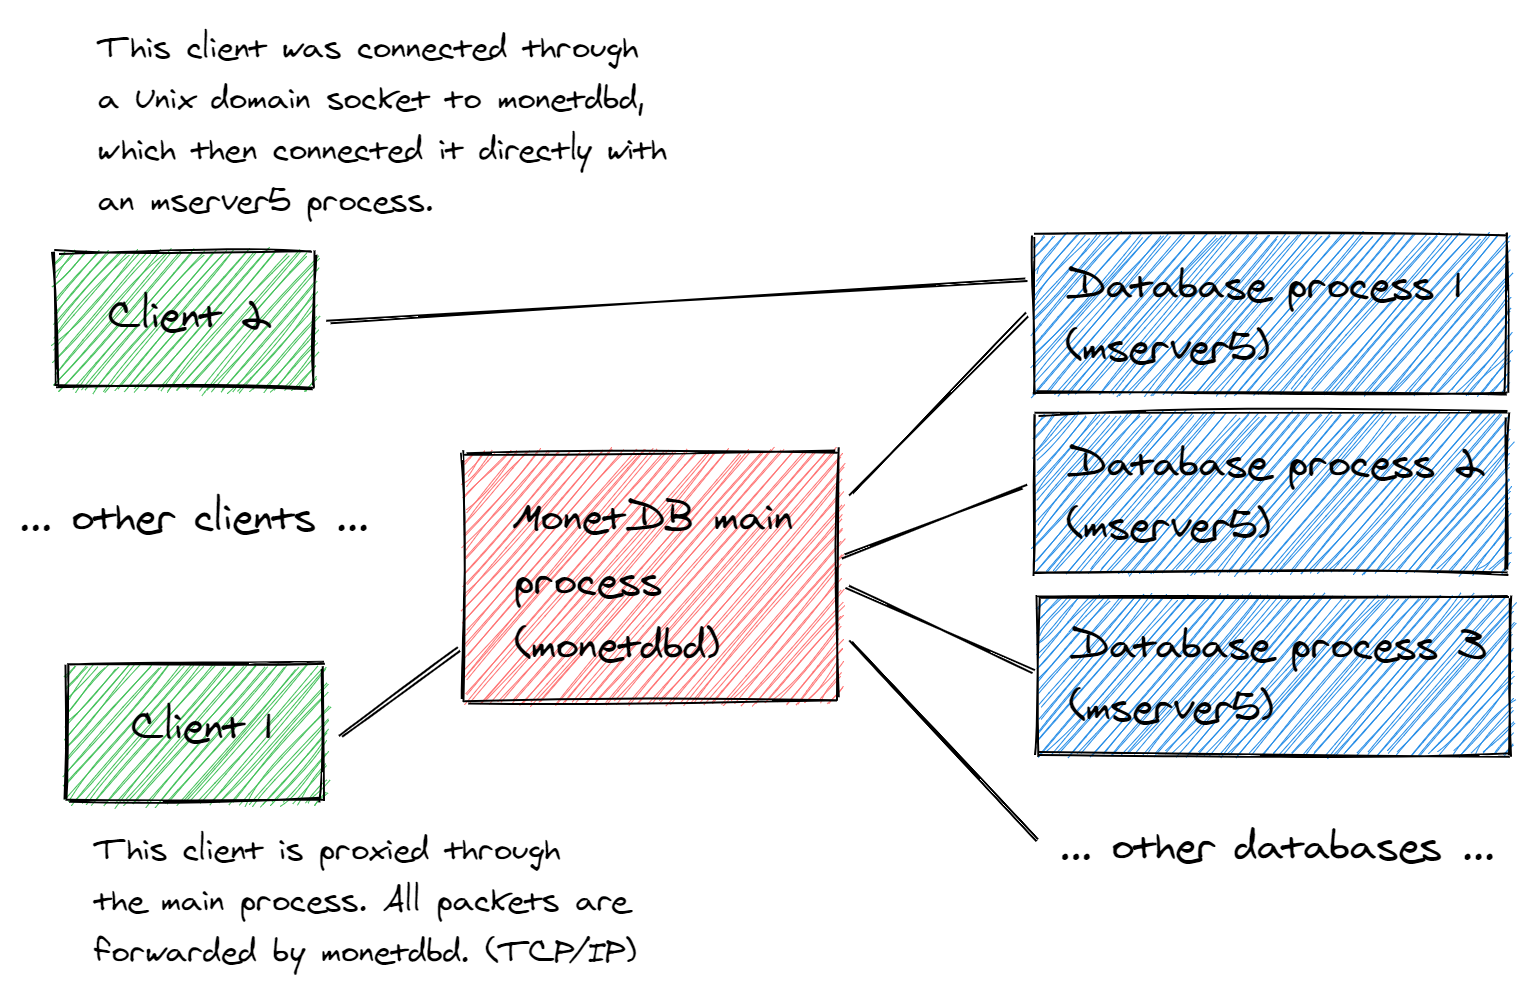 This client was connected through
a Unix domain socket to monetdbd,
which then connected it directly with
an mserver5 process.
Client 2
Database process 1
(mserver5)
Database process 2
(mserver5)
... other clients ...
MonetDB main
process
(monetdbd)
Database process 3
(mserver5)
Client 1
... other databases ...
This client is proxied through
the main process. All packets are
forwarded by monetdbd. (TCP/IP)